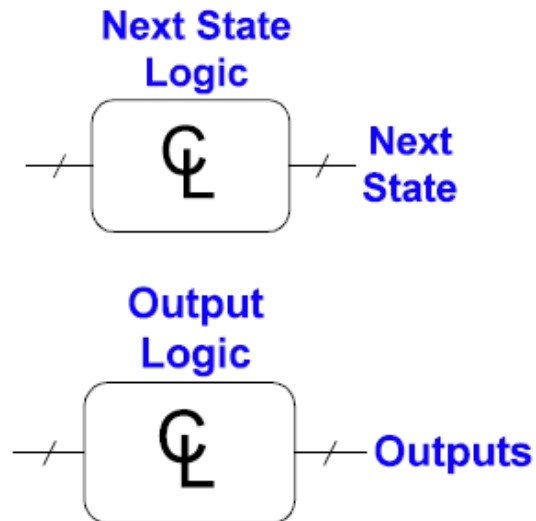 Next State
Logic
CL
Next
State
Output
Logic
CL
Outputs